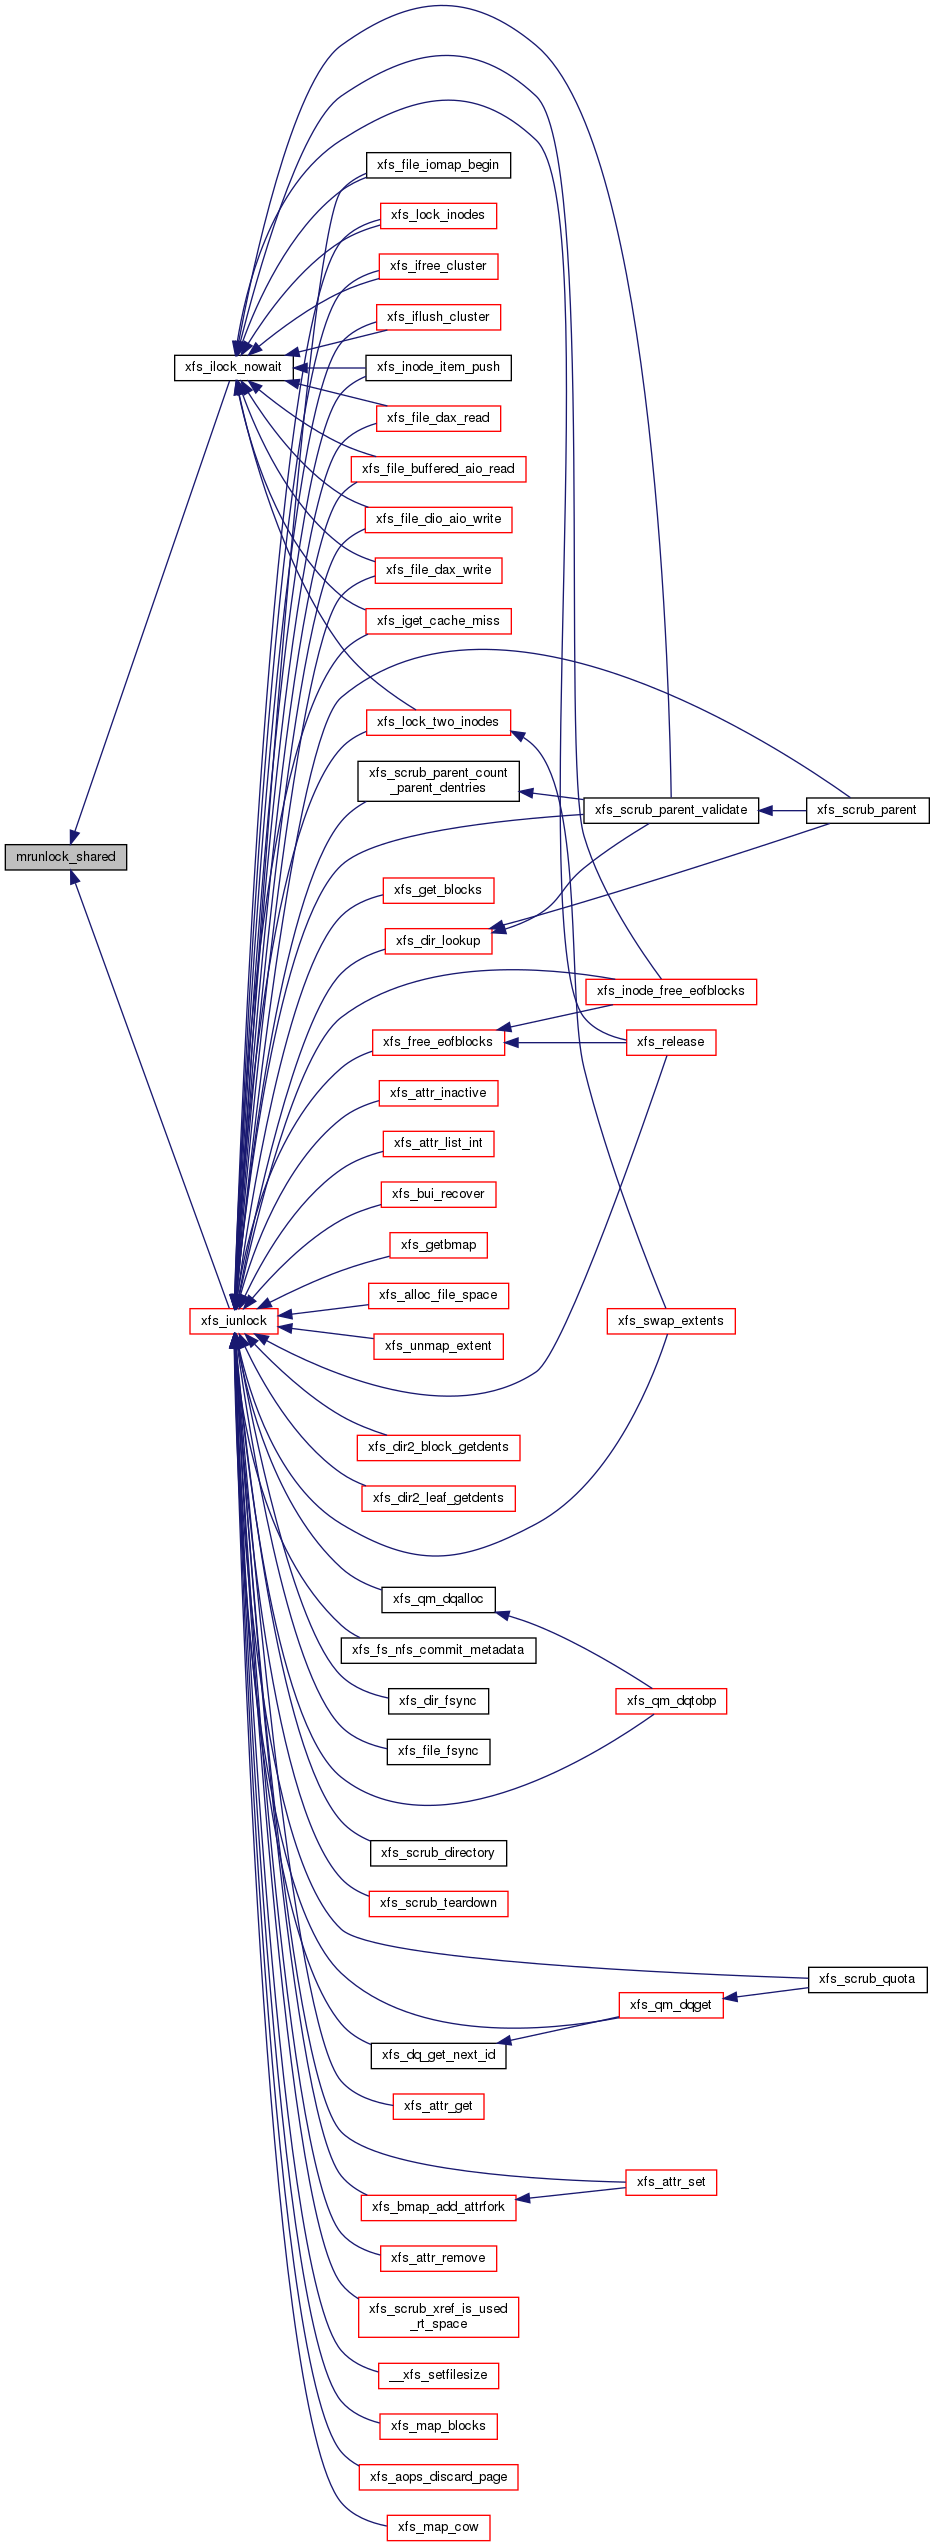 xfs_file_iomap_begin
xfs_lock_inodes
xfs_ifree_cluster
xfs_iflush_cluster
xfs_ilock_nowait
xfs_inode_item_push
xfs_file_dax_read
xfs_file_buffered_aio_read
xfs_file_dio_aio_write
xfs_file_dax_write
xfs_iget_cache_miss
xfs_lock_two_inodes
xfs_scrub_parent_count
_parent_dentries
xfs_scrub_parent_validate
xfs_scrub_parent
mrunlock_shared
xfs_get_blocks
xfs_dir_lookup
xfs_inode_free_eofblocks
xfs_free_eofblocks
xfs_release
xfs_attr_inactive
xfs_attr_list_int
xfs_bui_recover
xfs_getbmap
xfs_alloc_file_space
xfs_iunlock
xfs_swap_extents
xfs_unmap_extent
xfs_dir2_block_getdents
xfs_dir2_leaf_getdents
xfs_qm_dqalloc
xfs_fs_nfs_commit_metadata
xfs_dir_fsync
xfs_qm_dqtobp
xfs_file_fsync
xfs_scrub_directory
xfs_scrub_teardown
xfs_scrub_quota
xfs_qm_dqget
xfs_dq_get_next_id
xfs_attr_get
xfs_attr_set
xfs_bmap_add_attrfork
xfs_attr_remove
xfs_scrub_xref_is_used
_rt_space
__xfs_setfilesize
xfs_map_blocks
xfs_aops_discard_page
xfs_map_cow